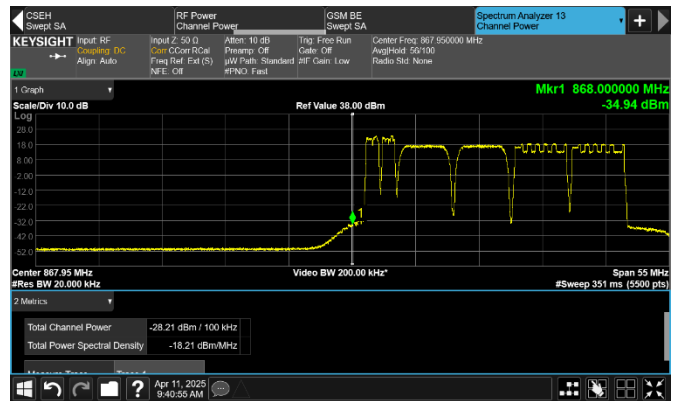 CSEH
Swept SA
RF Power
Channel Power
GSM BE
Swept SA
Spectrum Analyzer 13
Channel Power
KEYSIGHT
Input: RF
Coupling: DC
Align: Auto
Input Z: 50 Ω
Corr CCorr RCal
Freq Ref: Ext (S)
NFE: Off
Atten: 10 dB
Preamp: Off
µW Path: Standard
#PNO: Fast
Trig: Free Run
Gate: Off
#IF Gain: Low
Center Freq: 867.950000 MHz
Avg|Hold: 56/100
Radio Std: None
LXI
1 Graph
Mkr1 868.000000 MHz
Scale/Div 10.0 dB
Ref Value 38.00 dBm
-34.94 dBm
Log
28.0
18.0
8.00
-2.00
-12.0
-22.0
-32.0
-42.0
-52.0
1
Center 867.95 MHz
Video BW 200.00 kHz*
Span 55 MHz
#Res BW 20.000 kHz
#Sweep 351 ms (5500 pts)
2 Metrics
Total Channel Power
-28.21 dBm / 100 kHz
Total Power Spectral Density
-18.21 dBm/MHz
Measure Trace
Trace 1
?
Apr 11, 2025
9:40:55 AM